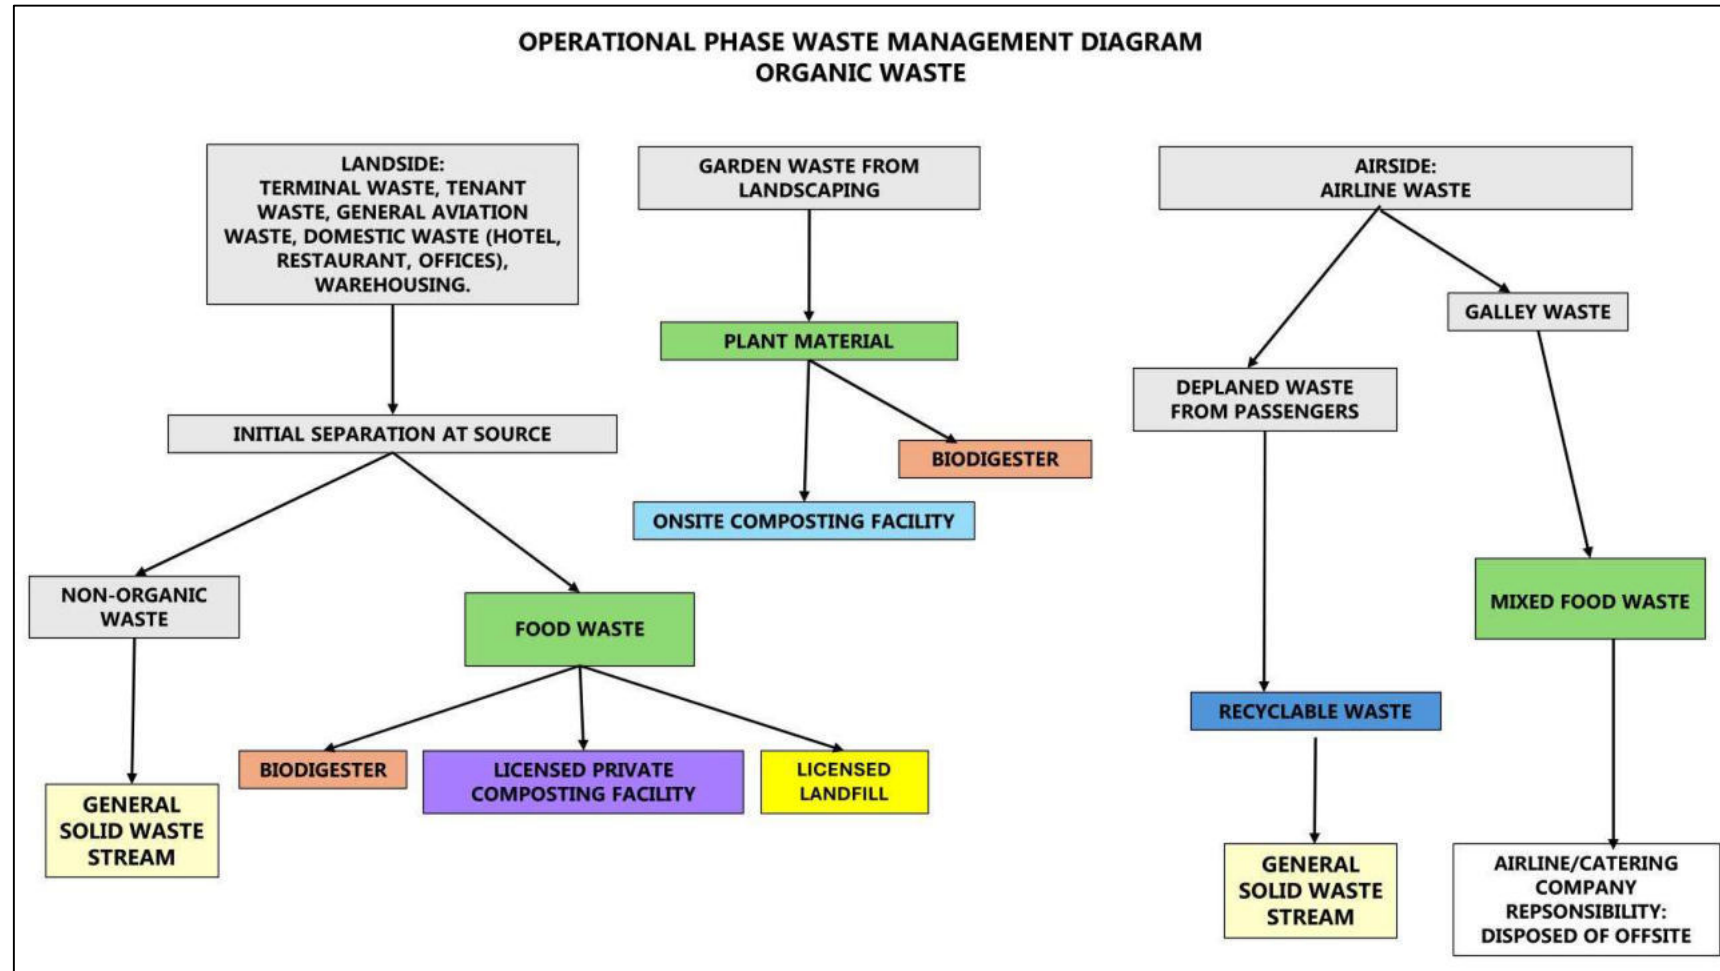 OPERATIONAL PHASE WASTE MANAGEMENT DIAGRAM
ORGANIC WASTE
LANDSIDE:
TERMINAL WASTE, TENANT
WASTE, GENERAL AVIATION
WASTE, DOMESTIC WASTE (HOTEL,
RESTAURANT, OFFICES),
WAREHOUSING.
GARDEN WASTE FROM
LANDSCAPING
AIRSIDE:
AIRLINE WASTE
GALLEY WASTE
PLANT MATERIAL
DEPLANED WASTE
FROM PASSENGERS
INITIAL SEPARATION AT SOURCE
BIODIGESTER
ONSITE COMPOSTING FACILITY
NON-ORGANIC
WASTE
FOOD WASTE
MIXED FOOD WASTE
RECYCLABLE WASTE
BIODIGESTER
LICENSED PRIVATE
COMPOSTING FACILITY
LICENSED
LANDFILL
GENERAL
SOLID WASTE
STREAM
GENERAL
SOLID WASTE
STREAM
AIRLINE/CATERING
COMPANY
REPSONSIBILITY:
DISPOSED OF OFFSITE